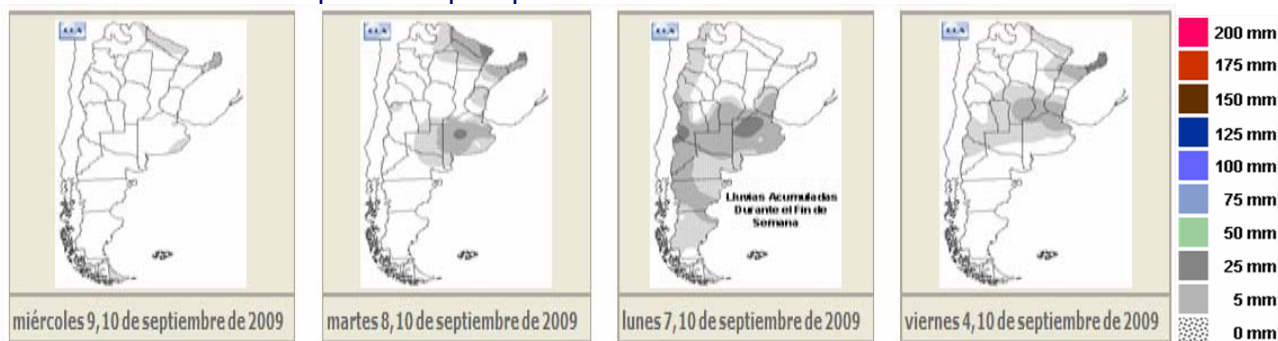 Lluvias Acumuladas
Durante el Fin de
Semana
miércoles 9,10 de septiembre de 2009
martes 8,10 de septiembre de 2009
lunes 7,10 de septiembre de 2009
viernes 4,10 de septiembre de 2009
200 mm
175 mm
150 mm
125 mm
100 mm
75 mm
50 mm
25 mm
5 mm
0 mm